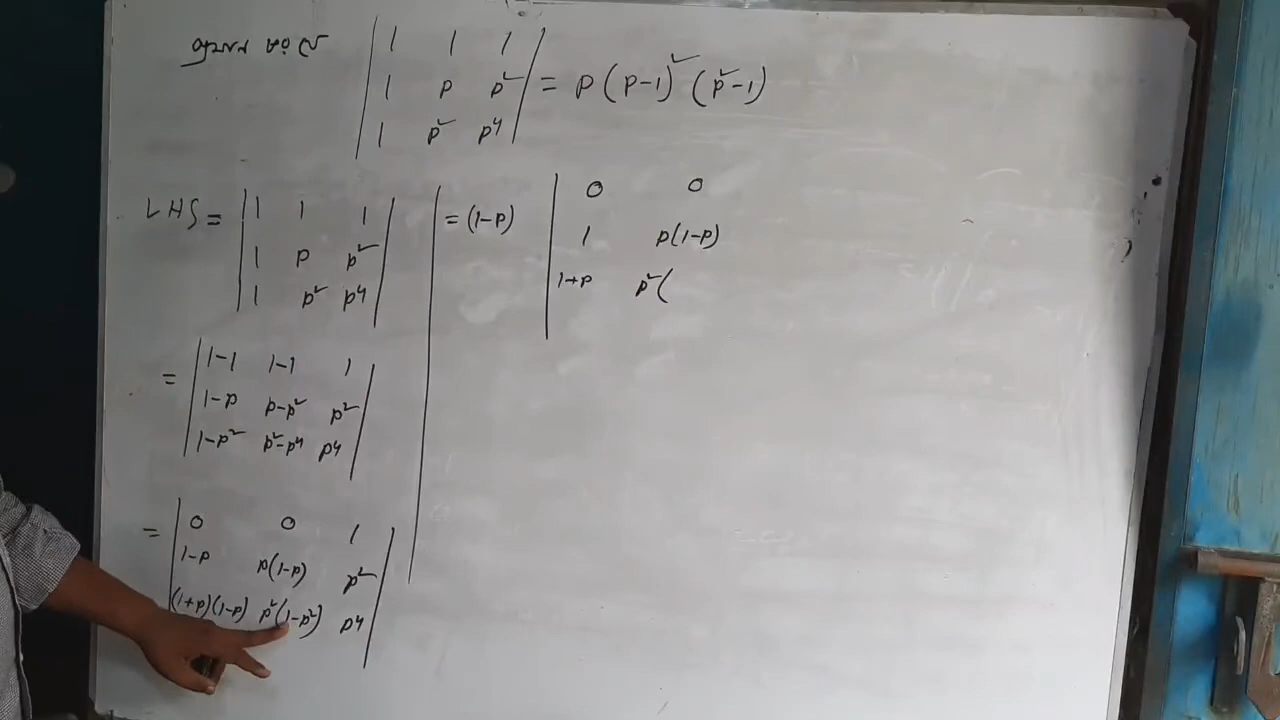 প্রমাণ কর যে | 1 1 1 |
| 1 p p² | = p(p-1)²(p²-1)
| 1 p² p⁴ |
LHS = | 1 1 1 |
| 1 p p² |
| 1 p² p⁴ |
= | 1-1 1-1 1 |
| 1-p p-p² p² |
| 1-p² p²-p⁴ p⁴ |
= | 0 0 1 |
| 1-p p(1-p) p² |
| (1+p)(1-p) p²(1-p²) p⁴ |
= (1-p) | 0 0
| 1 p(1-p)
| 1+p p²(